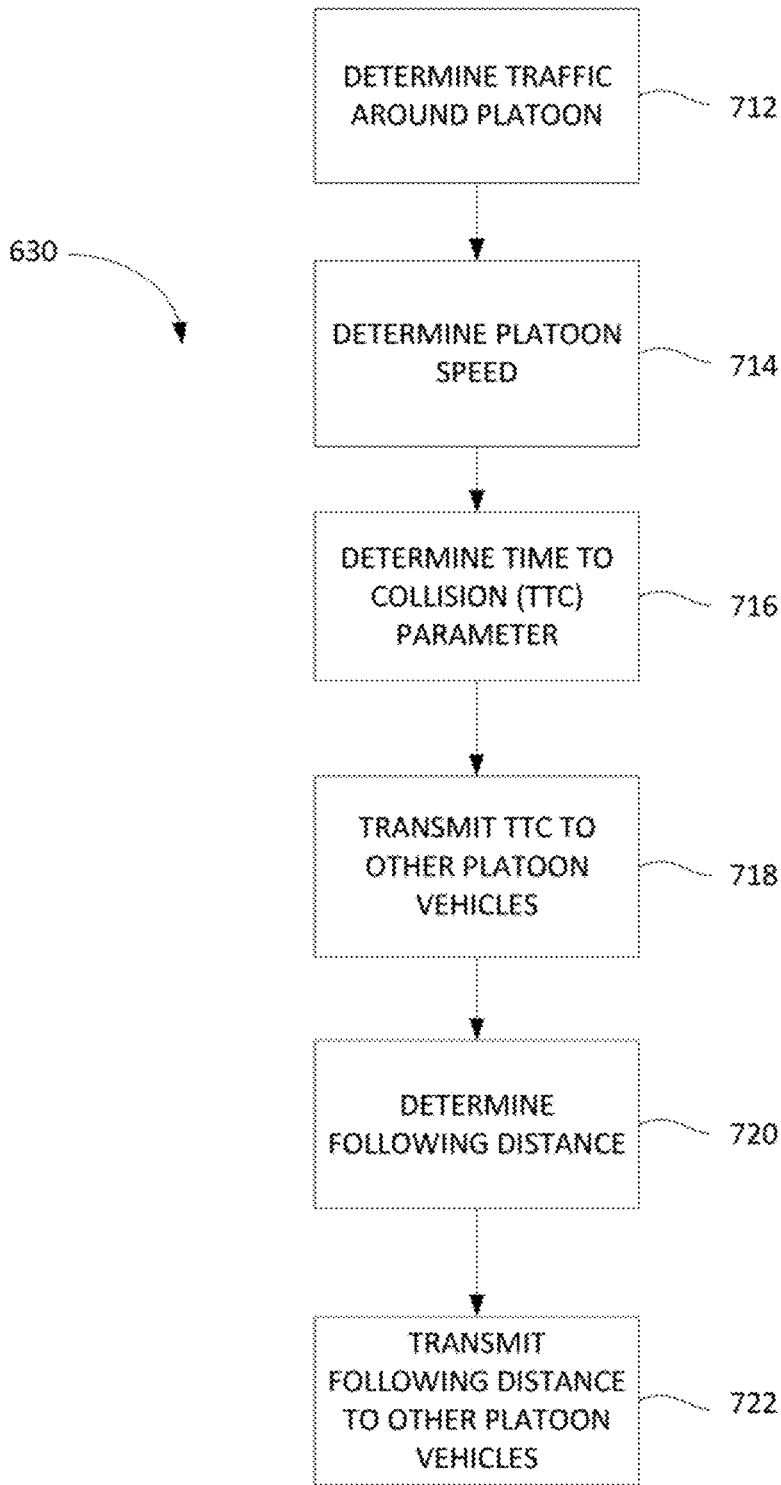 DETERMINE TRAFFIC
AROUND PLATOON
712
630
DETERMINE PLATOON
SPEED
714
DETERMINE TIME TO
COLLISION (TTC)
PARAMETER
716
TRANSMIT TTC TO
OTHER PLATOON
VEHICLES
718
DETERMINE
FOLLOWING DISTANCE
720
TRANSMIT
FOLLOWING DISTANCE
TO OTHER PLATOON
VEHICLES
722